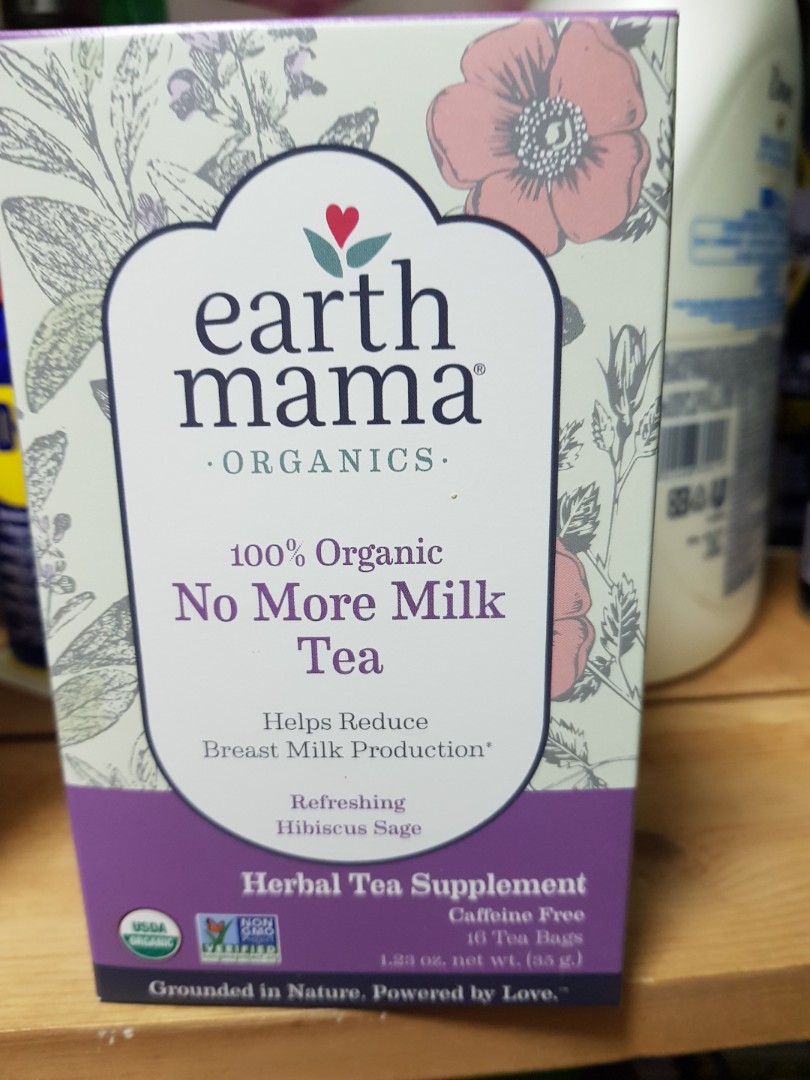 earth
mama®
·ORGANICS·
100% Organic
No More Milk
Tea
Helps Reduce
Breast Milk Production*
Refreshing
Hibiscus Sage
Herbal Tea Supplement
Caffeine Free
16 Tea Bags
1.23 oz. net wt. (35 g.)
USDA
ORGANIC
NON
GMO
VERIFIED
Grounded in Nature, Powered by Love.™